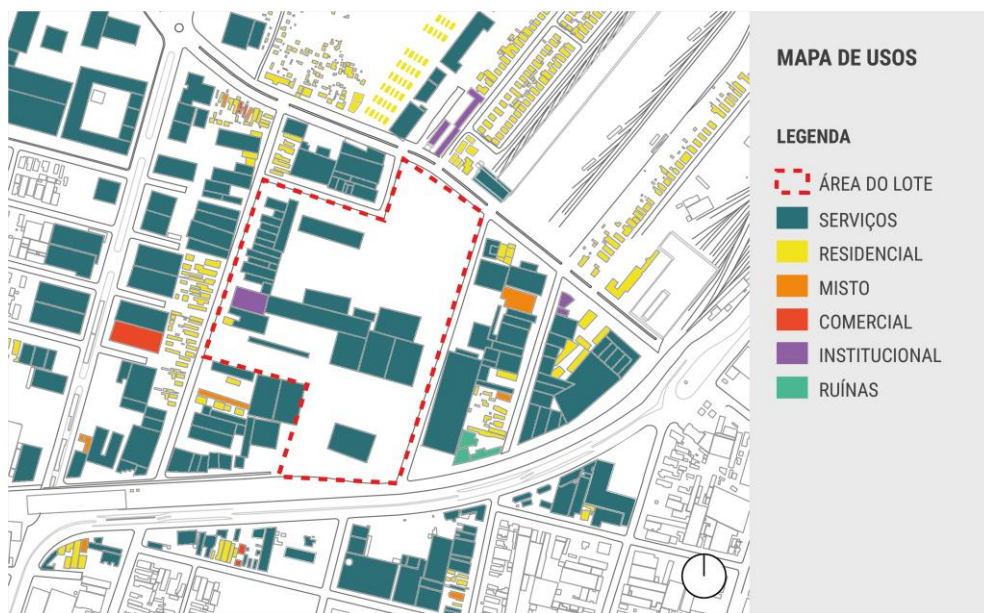 MAPA DE USOS
LEGENDA
ÁREA DO LOTE
SERVIÇOS
RESIDENCIAL
MISTO
COMERCIAL
INSTITUCIONAL
RUÍNAS